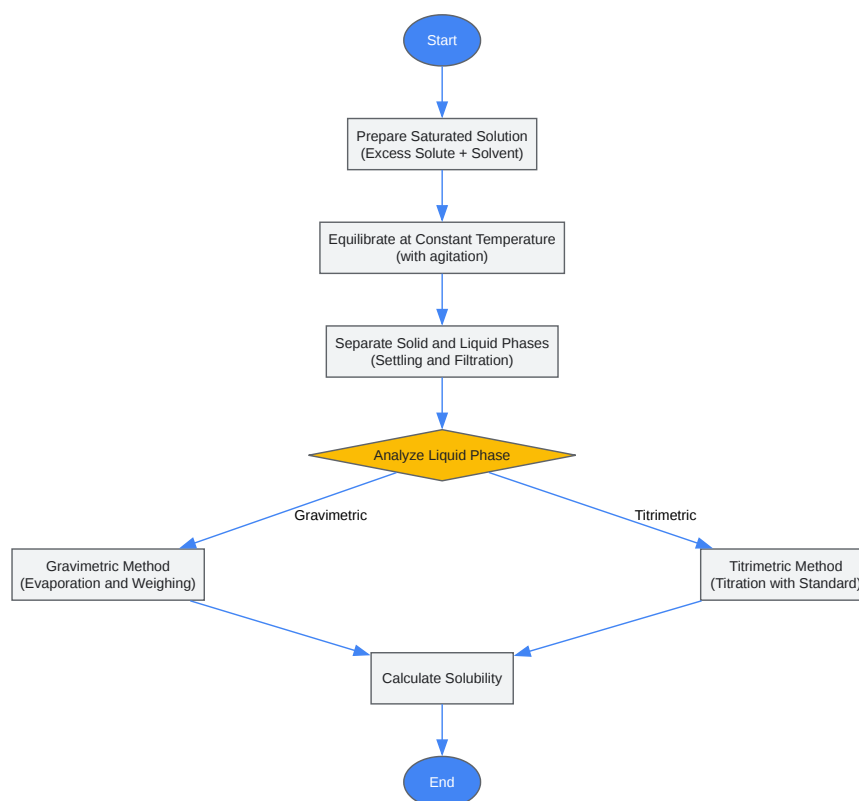 Start
Prepare Saturated Solution
(Excess Solute + Solvent)
Equilibrate at Constant Temperature
(with agitation)
Separate Solid and Liquid Phases
(Settling and Filtration)
Analyze Liquid Phase
Gravimetric
Titrimetric
Gravimetric Method
(Evaporation and Weighing)
Titrimetric Method
(Titration with Standard)
Calculate Solubility
End